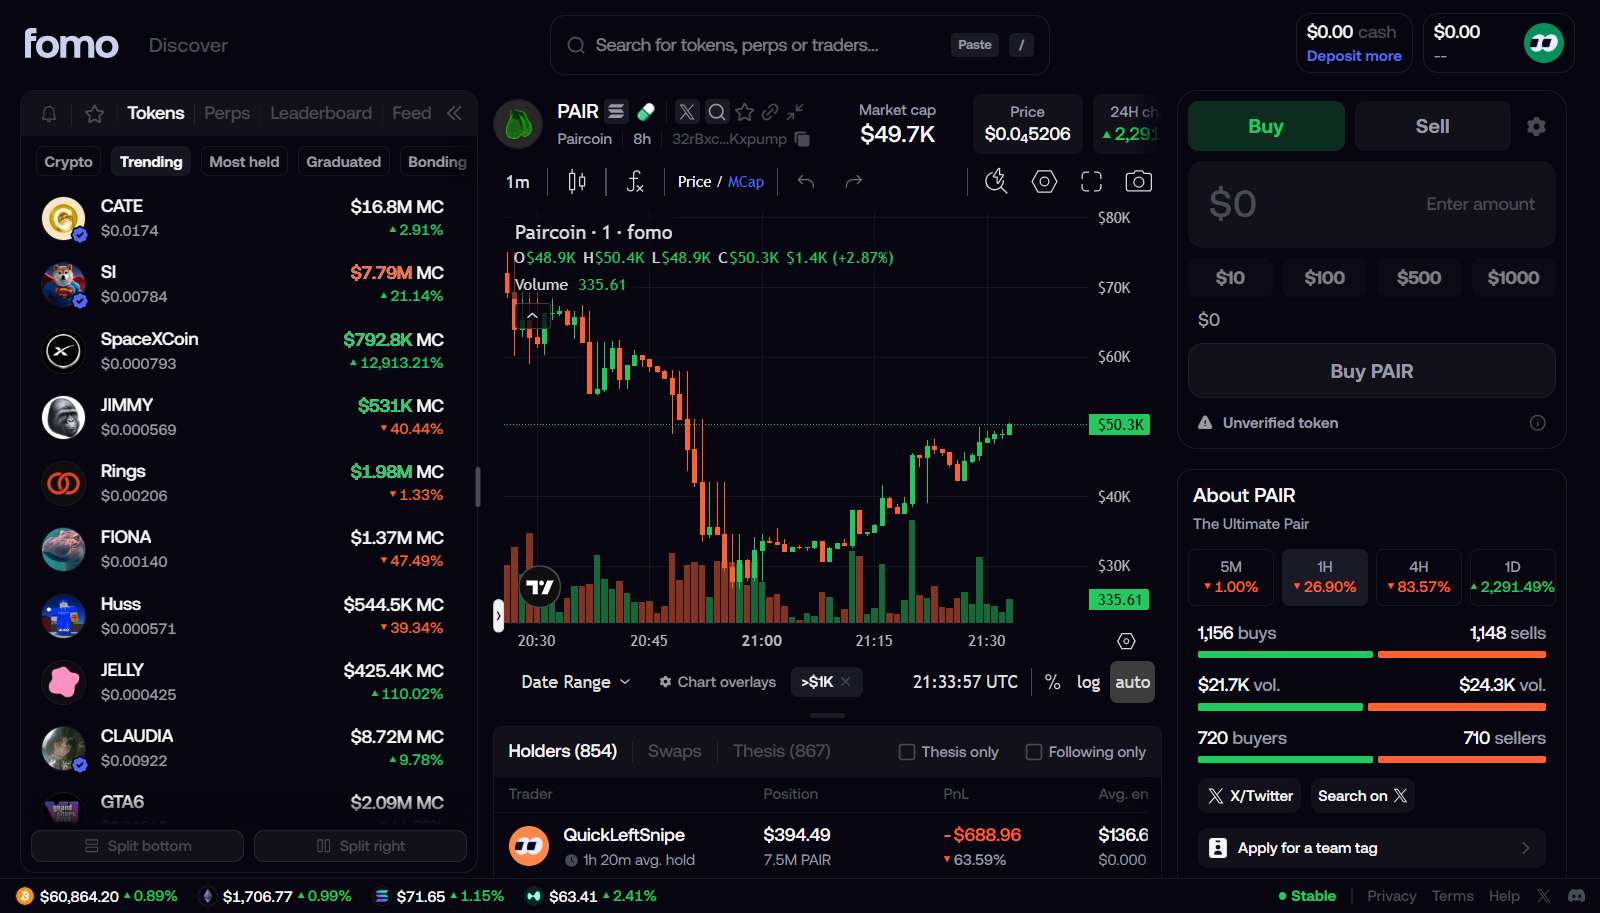 fomo
Discover
Search for tokens, perps or traders...
Paste
/
$0.00 cash
Deposit more
$0.00
--
Tokens
Perps
Leaderboard
Feed
Crypto
Trending
Most held
Graduated
Bonding
CATE
$0.0174
$16.8M MC
2.91%
SI
$0.00784
$7.79M MC
21.14%
SpaceXCoin
$0.000793
$792.8K MC
12,913.21%
JIMMY
$0.000569
$531K MC
40.44%
Rings
$0.00206
$1.98M MC
1.33%
FIONA
$0.00140
$1.37M MC
47.49%
Huss
$0.000571
$544.5K MC
39.34%
JELLY
$0.000425
$425.4K MC
110.02%
CLAUDIA
$0.00922
$8.72M MC
9.78%
GTA6
$2.09M MC
Split bottom
Split right
PAIR
Paircoin
8h
32rBxc...Kxpump
Market cap
$49.7K
Price
$0.0₄5206
24H ch
2,291
1m
Price / MCap
Paircoin · 1 · fomo
O$48.9K H$50.4K L$48.9K C$50.3K $1.4K (+2.87%)
Volume 335.61
$80K
$70K
$60K
$50.3K
$40K
$30K
335.61
20:30
20:45
21:00
21:15
21:30
Date Range
Chart overlays
>$1K
21:33:57 UTC
%
log
auto
Holders (854)
Swaps
Thesis (867)
Thesis only
Following only
Trader
Position
PnL
Avg. en
QuickLeftSnipe
1h 20m avg. hold
$394.49
7.5M PAIR
-$688.96
63.59%
$136.6
$0.000
Buy
Sell
$0
Enter amount
$10
$100
$500
$1000
$0
Buy PAIR
Unverified token
About PAIR
The Ultimate Pair
5M
1.00%
1H
26.90%
4H
83.57%
1D
2,291.49%
1,156 buys
1,148 sells
$21.7K vol.
$24.3K vol.
720 buyers
710 sellers
X/Twitter
Search on X
Apply for a team tag
$60,864.20 0.89%
$1,706.77 0.99%
$71.65 1.15%
$63.41 2.41%
Stable
Privacy
Terms
Help